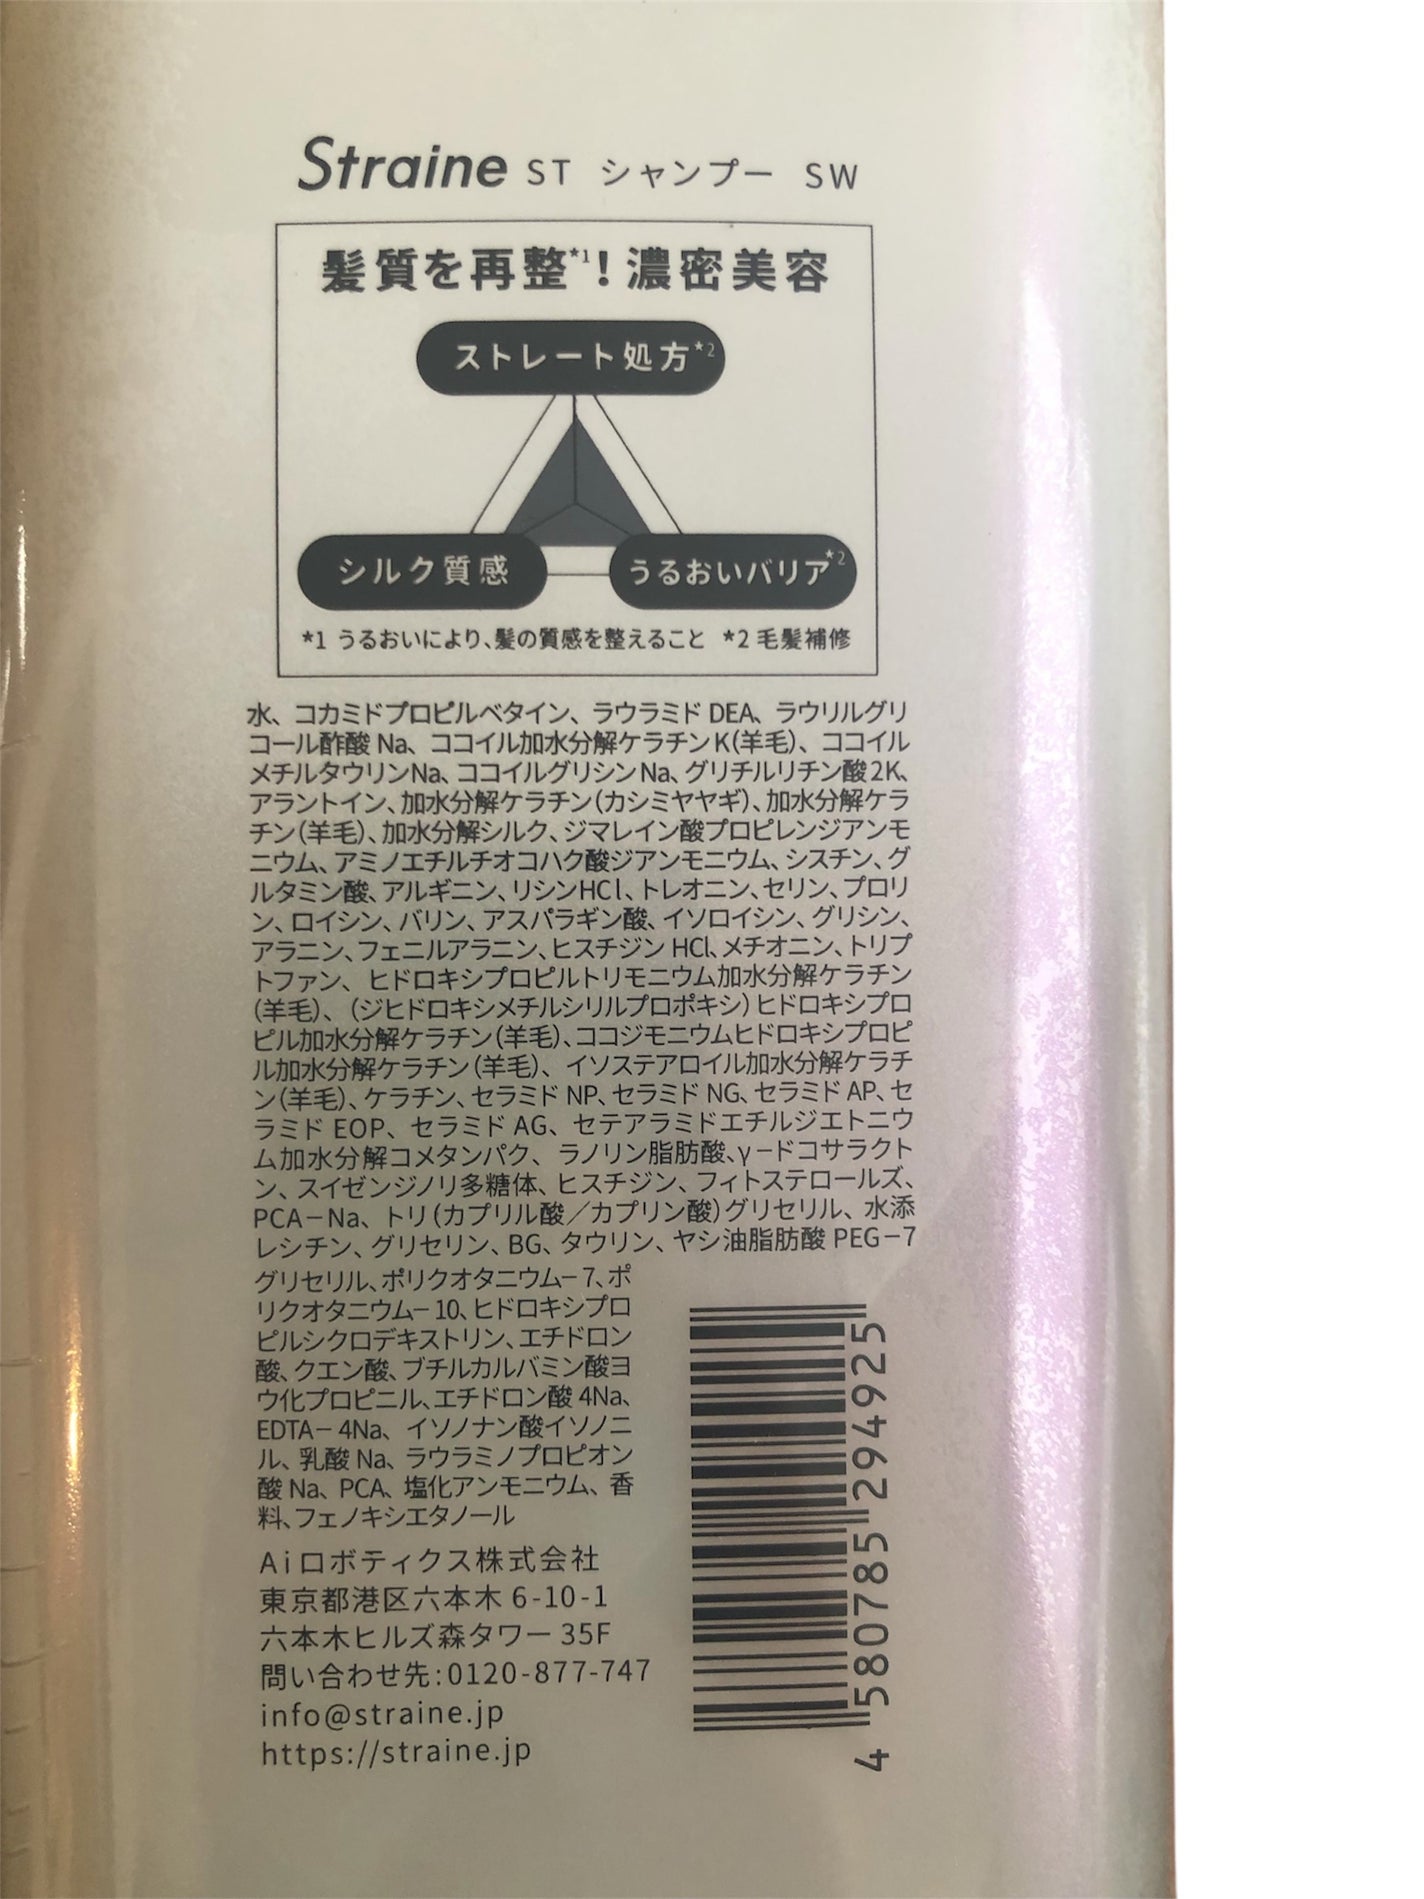 Straine ST シャンプー SW
髪質を再整*1!濃密美容
ストレート処方*2
シルク質感
うるおいバリア*2
*1 うるおいにより、髪の質感を整えること *2 毛髪補修
水、コカミドプロピルベタイン、ラウラミド DEA、ラウリルグリ
コール酢酸 Na、ココイル加水分解ケラチンK(羊毛)、ココイル
メチルタウリンNa、ココイルグリシンNa、グリチルリチン酸2K、
アラントイン、加水分解ケラチン(カシミヤヤギ)、加水分解ケラ
チン(羊毛)、加水分解シルク、ジマレイン酸プロピレンジアンモ
ニウム、アミノエチルチオコハク酸ジアンモニウム、シスチン、グ
ルタミン酸、アルギニン、リシンHCl、トレオニン、セリン、プロリ
ン、ロイシン、バリン、アスパラギン酸、イソロイシン、グリシン、
アラニン、フェニルアラニン、ヒスチジン HCl、メチオニン、トリプ
トファン、ヒドロキシプロピルトリモニウム加水分解ケラチン
(羊毛)、(ジヒドロキシメチルシリルプロポキシ)ヒドロキシプロ
ピル加水分解ケラチン(羊毛)、ココジモニウムヒドロキシプロピ
ル加水分解ケラチン(羊毛)、イソステアロイル加水分解ケラチ
ン(羊毛)、ケラチン、セラミド NP、セラミド NG、セラミド AP、セ
ラミド EOP、セラミド AG、セテアラミドエチルジエトニウ
ム加水分解コメタンパク、ラノリン脂肪酸、γ-ドコサラクト
ン、スイゼンジノリ多糖体、ヒスチジン、フィトステロールズ、
PCA-Na、トリ(カプリル酸/カプリン酸)グリセリル、水添
レシチン、グリセリン、BG、タウリン、ヤシ油脂肪酸 PEG-7
グリセリル、ポリクオタニウム-7、ポ
リクオタニウム-10、ヒドロキシプロ
ピルシクロデキストリン、エチドロン
酸、クエン酸、ブチルカルバミン酸ヨ
ウ化プロピニル、エチドロン酸 4Na、
EDTA-4Na、イソノナン酸イソノニ
ル、乳酸 Na、ラウラミノプロピオン
酸 Na、PCA、塩化アンモニウム、香
料、フェノキシエタノール
Aiロボティクス株式会社
東京都港区六本木 6-10-1
六本木ヒルズ森タワー 35F
問い合わせ先:0120-877-747
info@straine.jp
https://straine.jp
4 580785 294925